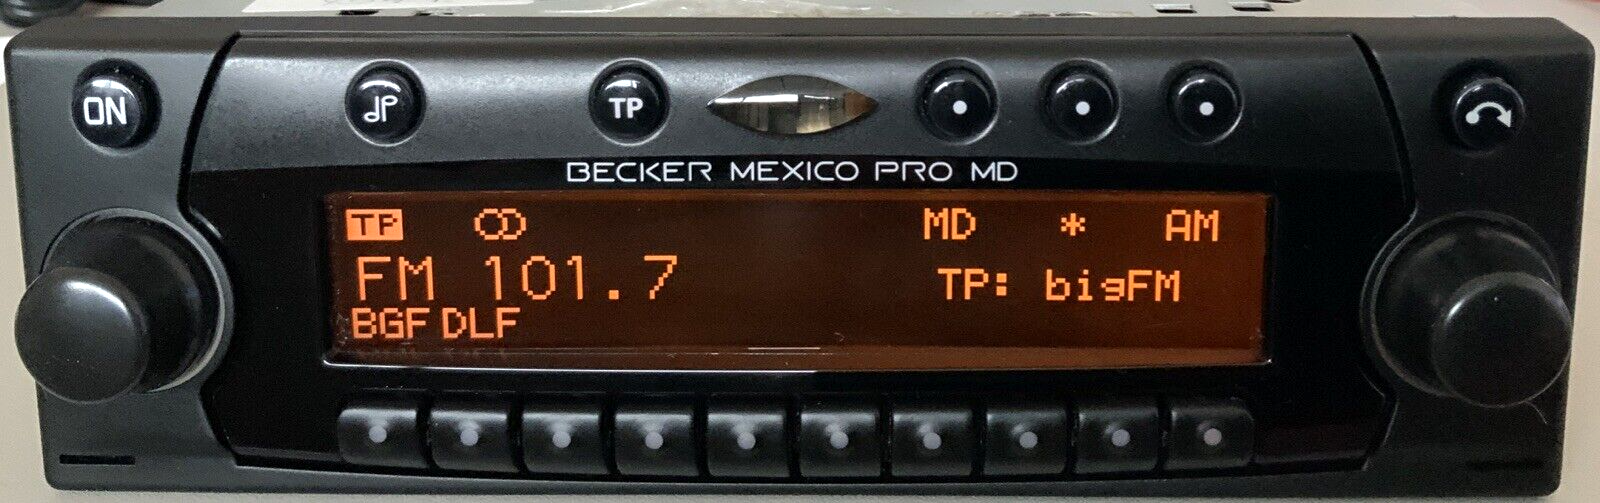 ON TP
BECKER MEXICO PRO MD
TP MD * AM
FM 101.7 TP: bigFM
BGF DLF